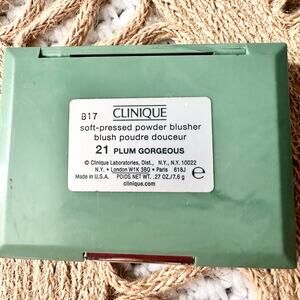 B17
CLINIQUE
soft-pressed powder blusher
blush poudre douceur
21 PLUM GORGEOUS
© Clinique Laboratories, Dist., N.Y., N.Y. 10022
N.Y. • London W1K 3BQ • Paris 618J
Made in U.S.A. POIDS NET WT. .27 OZ./7.6 g
clinique.com
℮